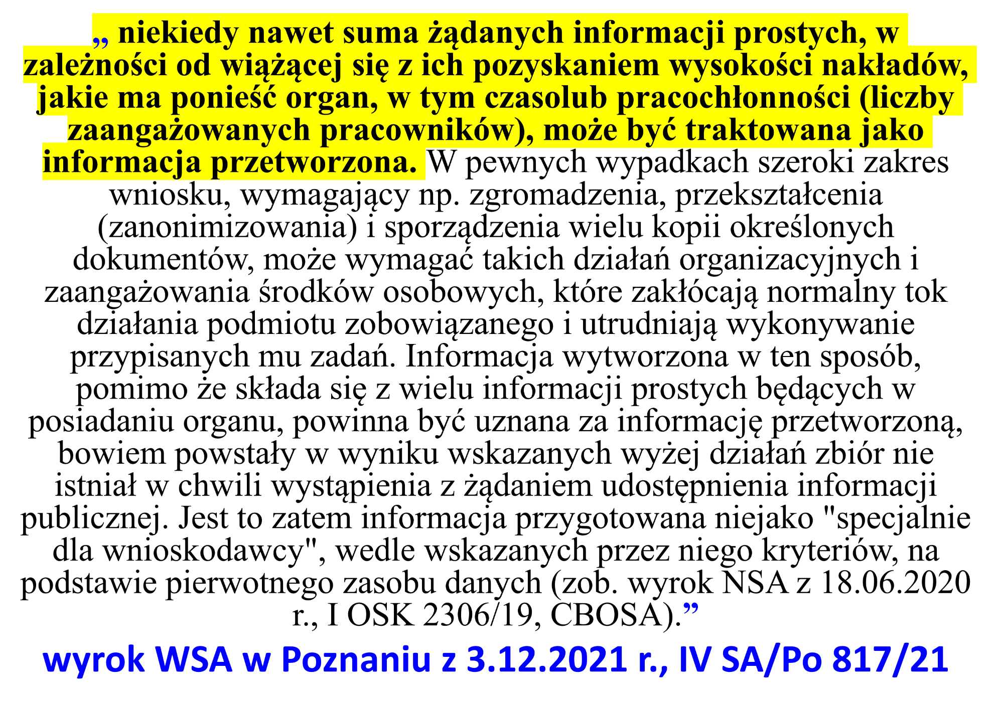 „ niekiedy nawet suma żądanych informacji prostych, w
zależności od wiążącej się z ich pozyskaniem wysokości nakładów,
jakie ma ponieść organ, w tym czasolub pracochłonności (liczby
zaangażowanych pracowników), może być traktowana jako
informacja przetworzona. W pewnych wypadkach szeroki zakres
wniosku, wymagający np. zgromadzenia, przekształcenia
(zanonimizowania) i sporządzenia wielu kopii określonych
dokumentów, może wymagać takich działań organizacyjnych i
zaangażowania środków osobowych, które zakłócają normalny tok
działania podmiotu zobowiązanego i utrudniają wykonywanie
przypisanych mu zadań. Informacja wytworzona w ten sposób,
pomimo że składa się z wielu informacji prostych będących w
posiadaniu organu, powinna być uznana za informację przetworzoną,
bowiem powstały w wyniku wskazanych wyżej działań zbiór nie
istniał w chwili wystąpienia z żądaniem udostępnienia informacji
publicznej. Jest to zatem informacja przygotowana niejako "specjalnie
dla wnioskodawcy", wedle wskazanych przez niego kryteriów, na
podstawie pierwotnego zasobu danych (zob. wyrok NSA z 18.06.2020
r., I OSK 2306/19, CBOSA).”
wyrok WSA w Poznaniu z 3.12.2021 r., IV SA/Po 817/21